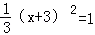 1/3 (x+3) ²=1